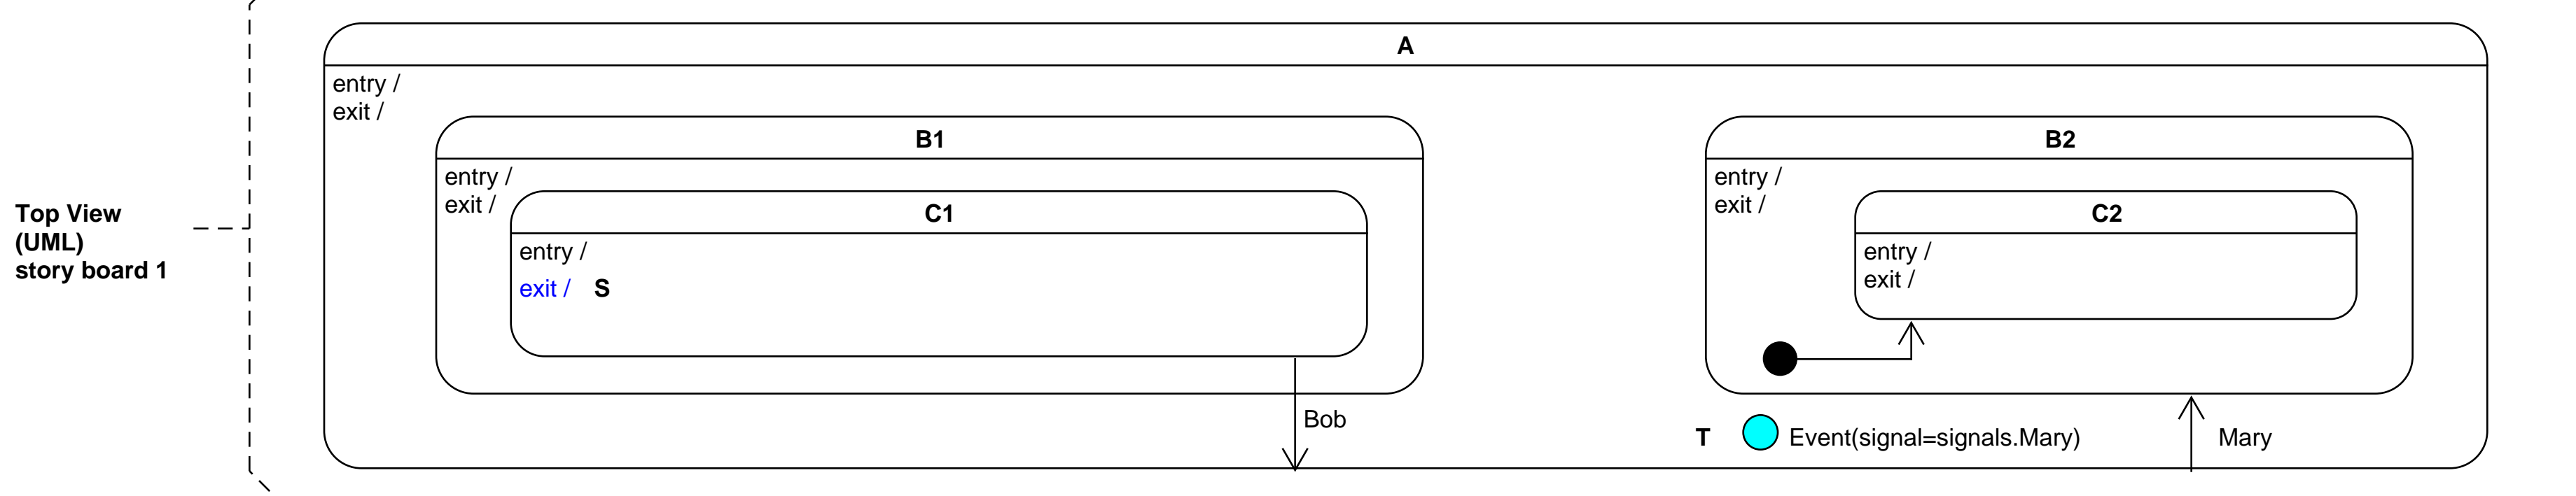 A
entry /
exit /
B1
entry /
exit /
C1
entry /
exit / S
B2
entry /
exit /
C2
entry /
exit /
Top View
(UML)
story board 1
Bob
T Event(signal=signals.Mary)
Mary